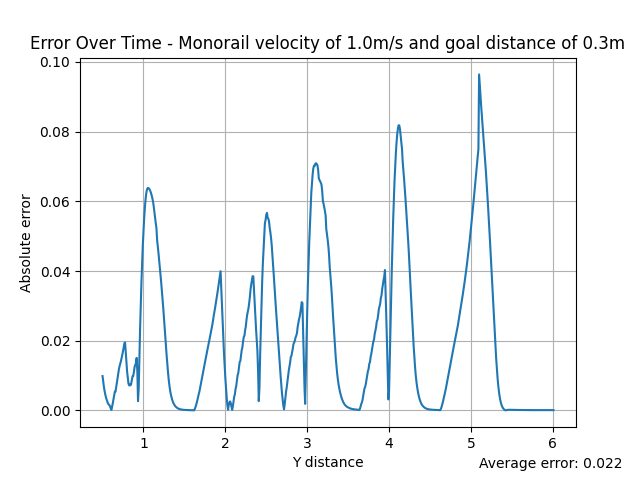 Error Over Time - Monorail velocity of 1.0m/s and goal distance of 0.3m
0.10
0.08
0.06
0.04
0.02
0.00
Absolute error
1 2 3 4 5 6
Y distance
Average error: 0.022